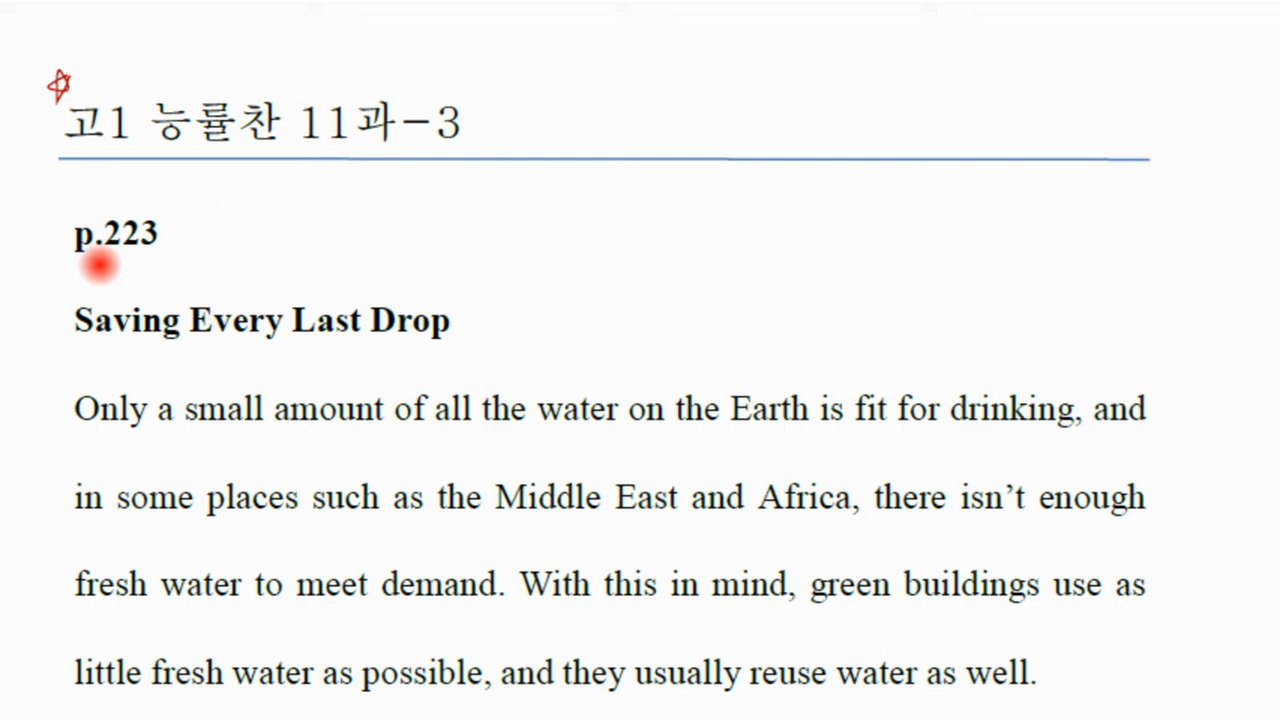 고1 능률찬 11과-3
p.223
Saving Every Last Drop
Only a small amount of all the water on the Earth is fit for drinking, and
in some places such as the Middle East and Africa, there isn’t enough
fresh water to meet demand. With this in mind, green buildings use as
little fresh water as possible, and they usually reuse water as well.